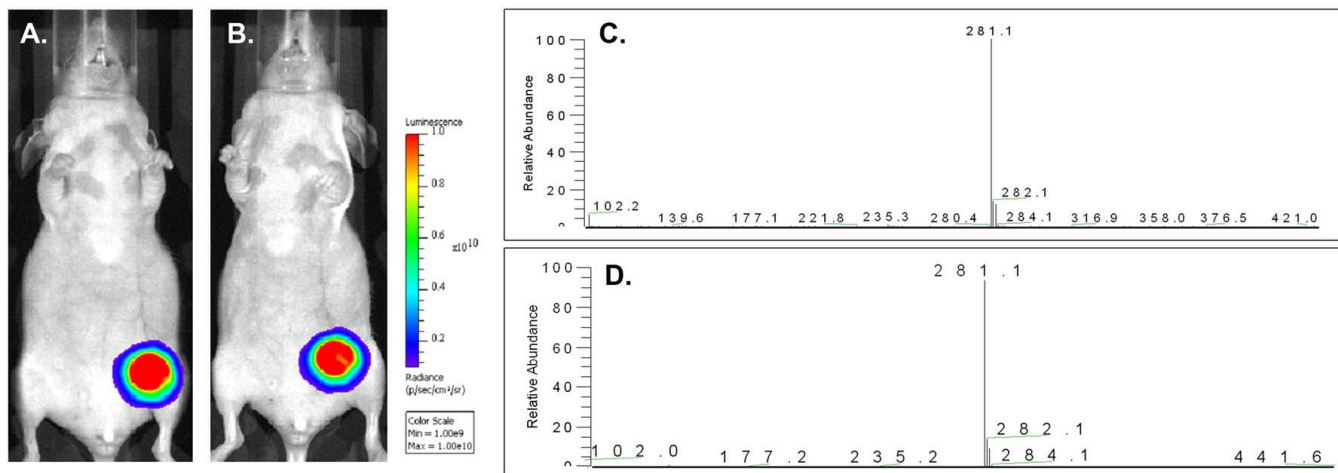 A.
B.
Luminescence
1.0
0.8
0.6
x10^10
0.4
0.2
Radiance
(p/sec/cm²/sr)
Color Scale
Min = 1.00e9
Max = 1.00e10
C.
Relative Abundance
100
80
60
40
20
0
281.1
282.1
102.2
139.6
177.1
221.8
235.3
280.4
284.1
316.9
358.0
376.5
421.0
D.
Relative Abundance
100
80
60
40
20
0
281.1
282.1
102.0
177.2
235.2
284.1
441.6